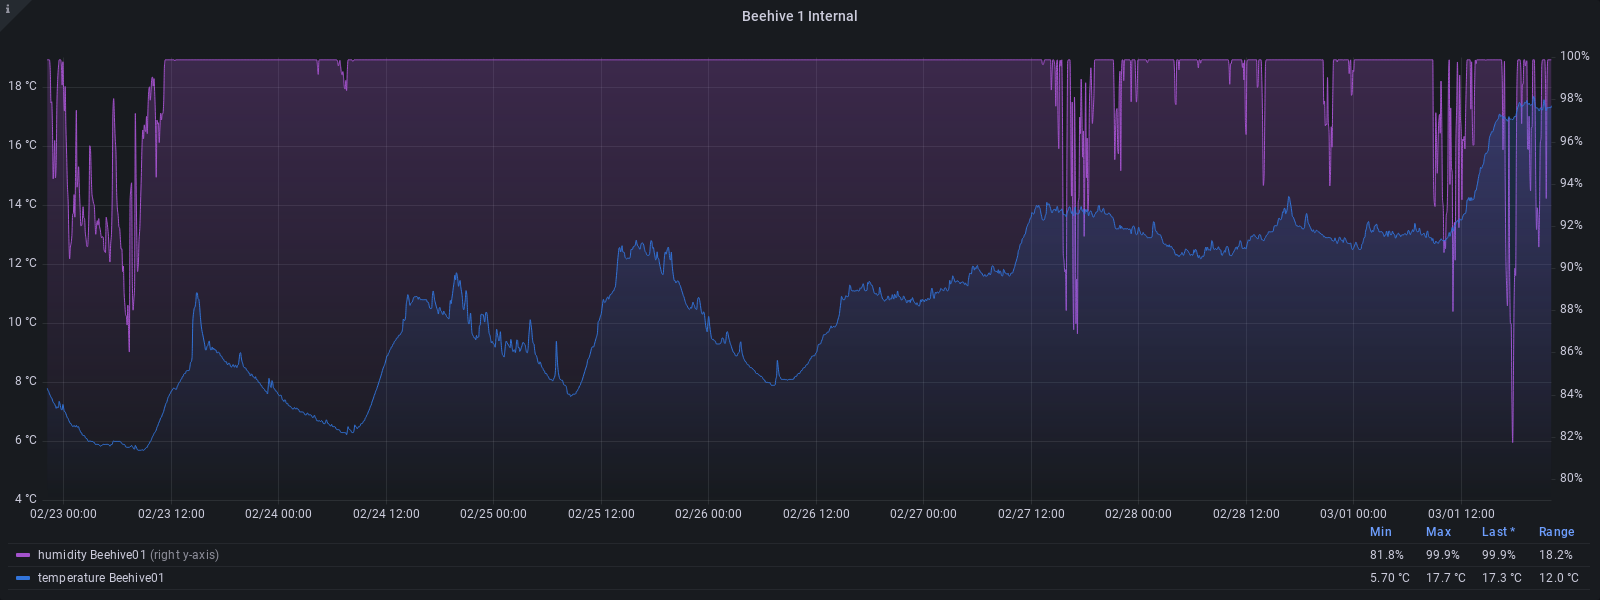 i
Beehive 1 Internal
18 °C
16 °C
14 °C
12 °C
10 °C
8 °C
6 °C
4 °C
100%
98%
96%
94%
92%
90%
88%
86%
84%
82%
80%
02/23 00:00 02/23 12:00 02/24 00:00 02/24 12:00 02/25 00:00 02/25 12:00 02/26 00:00 02/26 12:00 02/27 00:00 02/27 12:00 02/28 00:00 02/28 12:00 03/01 00:00 03/01 12:00
Min Max Last * Range
humidity Beehive01 (right y-axis) 81.8% 99.9% 99.9% 18.2%
temperature Beehive01 5.70 °C 17.7 °C 17.3 °C 12.0 °C